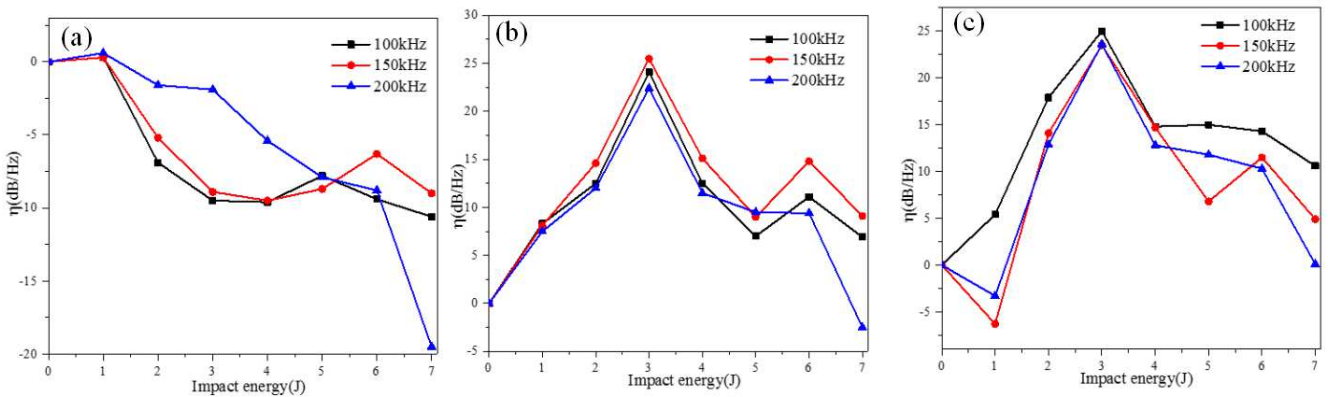 (a)
100kHz
150kHz
200kHz
η(dB/Hz)
0
-5
-10
-15
-20
0 1 2 3 4 5 6 7
Impact energy(J)
(b)
100kHz
150kHz
200kHz
η(dB/Hz)
30
25
20
15
10
5
0
-5
0 1 2 3 4 5 6 7
Impact energy(J)
(c)
100kHz
150kHz
200kHz
η(dB/Hz)
25
20
15
10
5
0
-5
0 1 2 3 4 5 6 7
Impact energy(J)